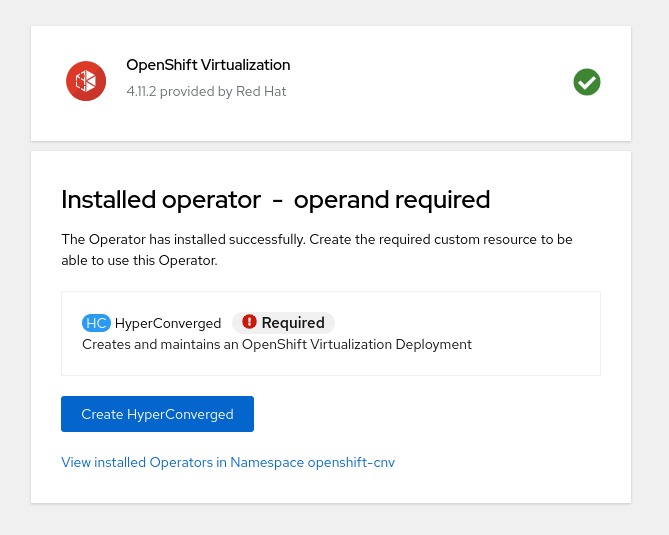 OpenShift Virtualization
4.11.2 provided by Red Hat
Installed operator - operand required
The Operator has installed successfully. Create the required custom resource to be
able to use this Operator.
HC HyperConverged ! Required
Creates and maintains an OpenShift Virtualization Deployment
Create HyperConverged
View installed Operators in Namespace openshift-cnv